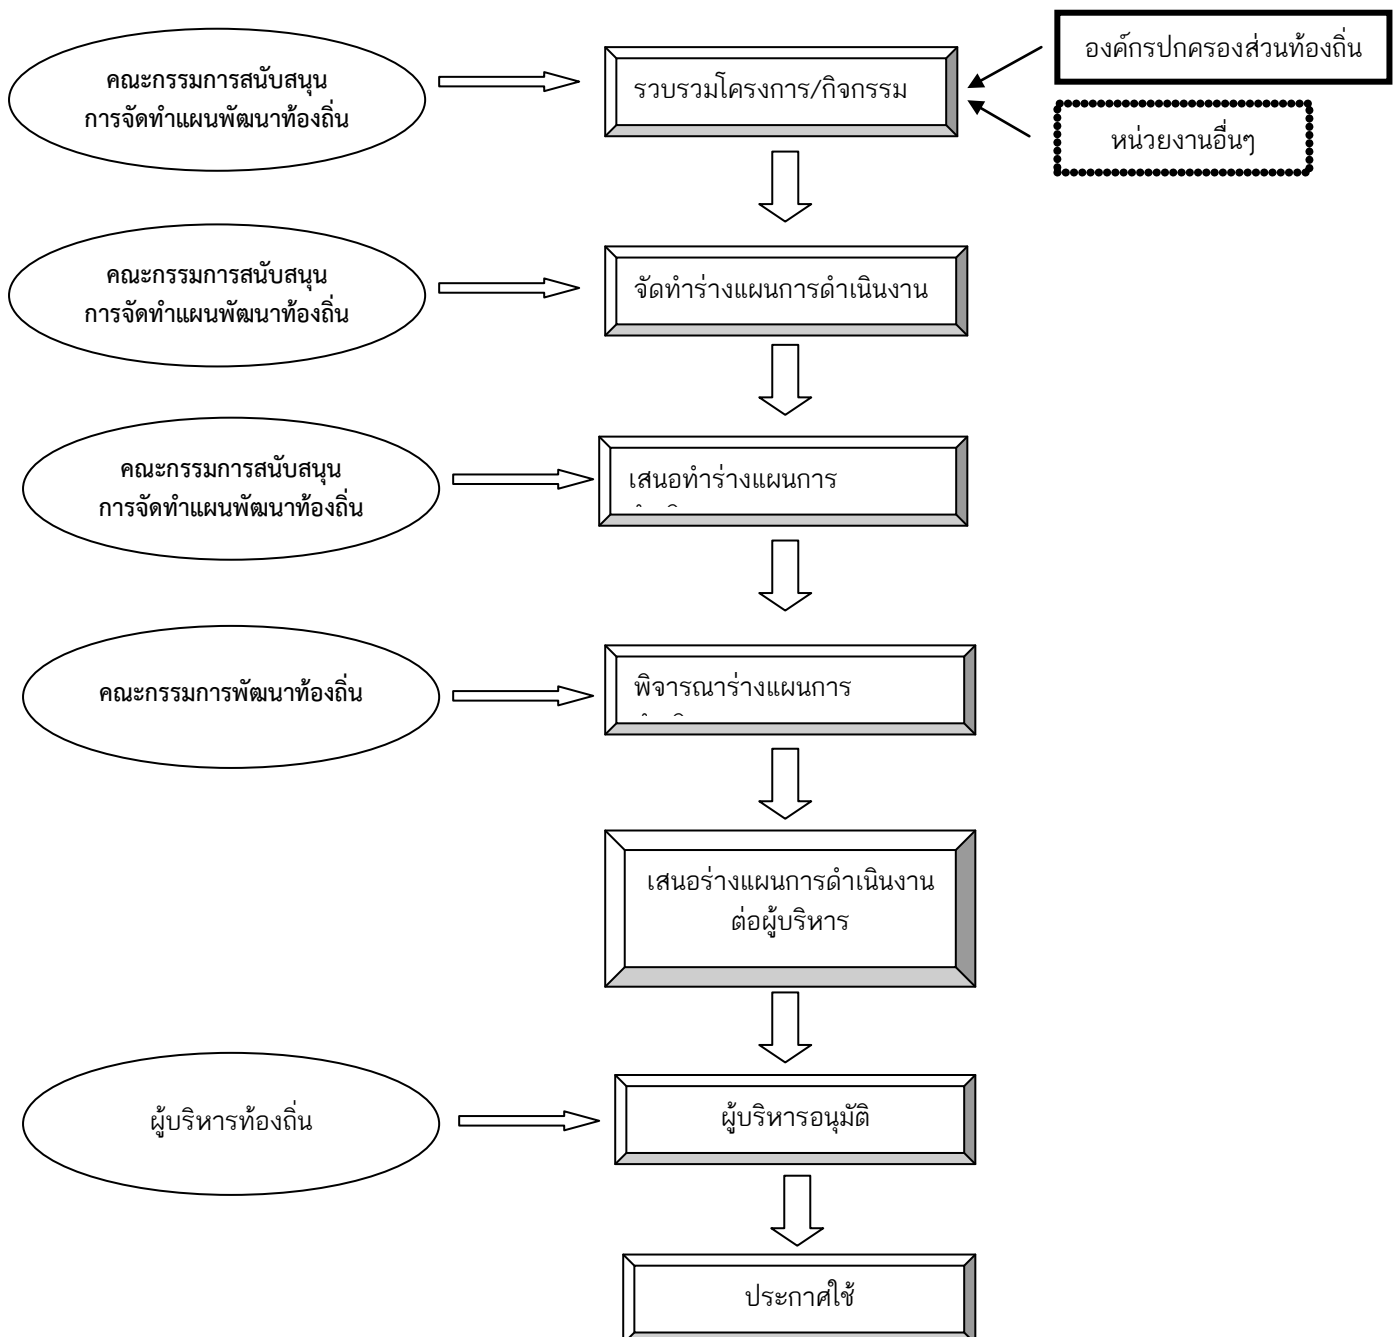 คณะกรรมการสนับสนุน
การจัดทำแผนพัฒนาท้องถิ่น
รวบรวมโครงการ/กิจกรรม
องค์กรปกครองส่วนท้องถิ่น
หน่วยงานอื่นๆ
คณะกรรมการสนับสนุน
การจัดทำแผนพัฒนาท้องถิ่น
จัดทำร่างแผนการดำเนินงาน
คณะกรรมการสนับสนุน
การจัดทำแผนพัฒนาท้องถิ่น
เสนอทำร่างแผนการ
คณะกรรมการพัฒนาท้องถิ่น
พิจารณาร่างแผนการ
เสนอร่างแผนการดำเนินงาน
ต่อผู้บริหาร
ผู้บริหารท้องถิ่น
ผู้บริหารอนุมัติ
ประกาศใช้